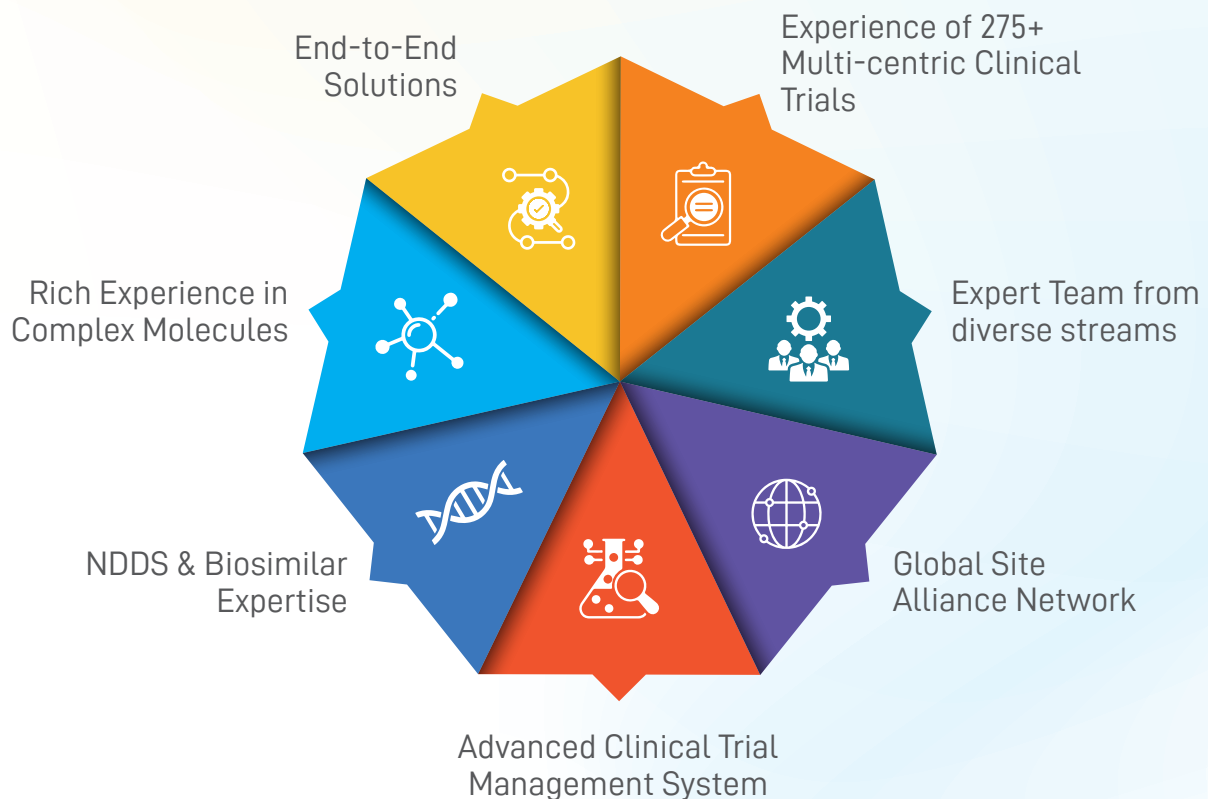 End-to-End
Solutions
Experience of 275+
Multi-centric Clinical
Trials
Rich Experience in
Complex Molecules
Expert Team from
diverse streams
NDDS & Biosimilar
Expertise
Global Site
Alliance Network
Advanced Clinical Trial
Management System